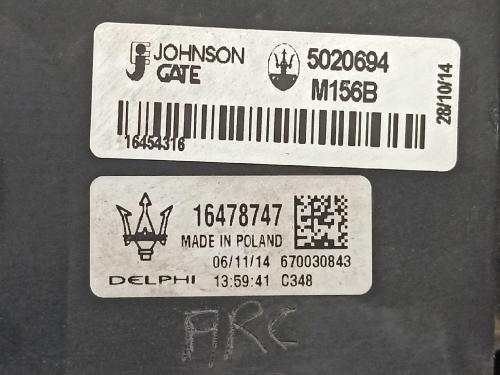 JOHNSON
GATE
5020694
M156B
28/10/14
16454316
16478747
MADE IN POLAND
06/11/14 670030843
DELPHI 13:59:41 C348
ARC